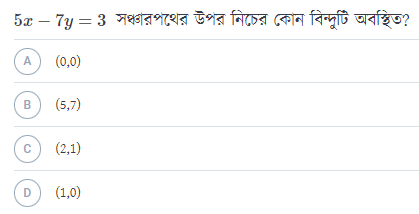 5x − 7y = 3 সঞ্চারপথের উপর নিচের কোন বিন্দুটি অবস্থিত?
A (0,0)
B (5,7)
C (2,1)
D (1,0)